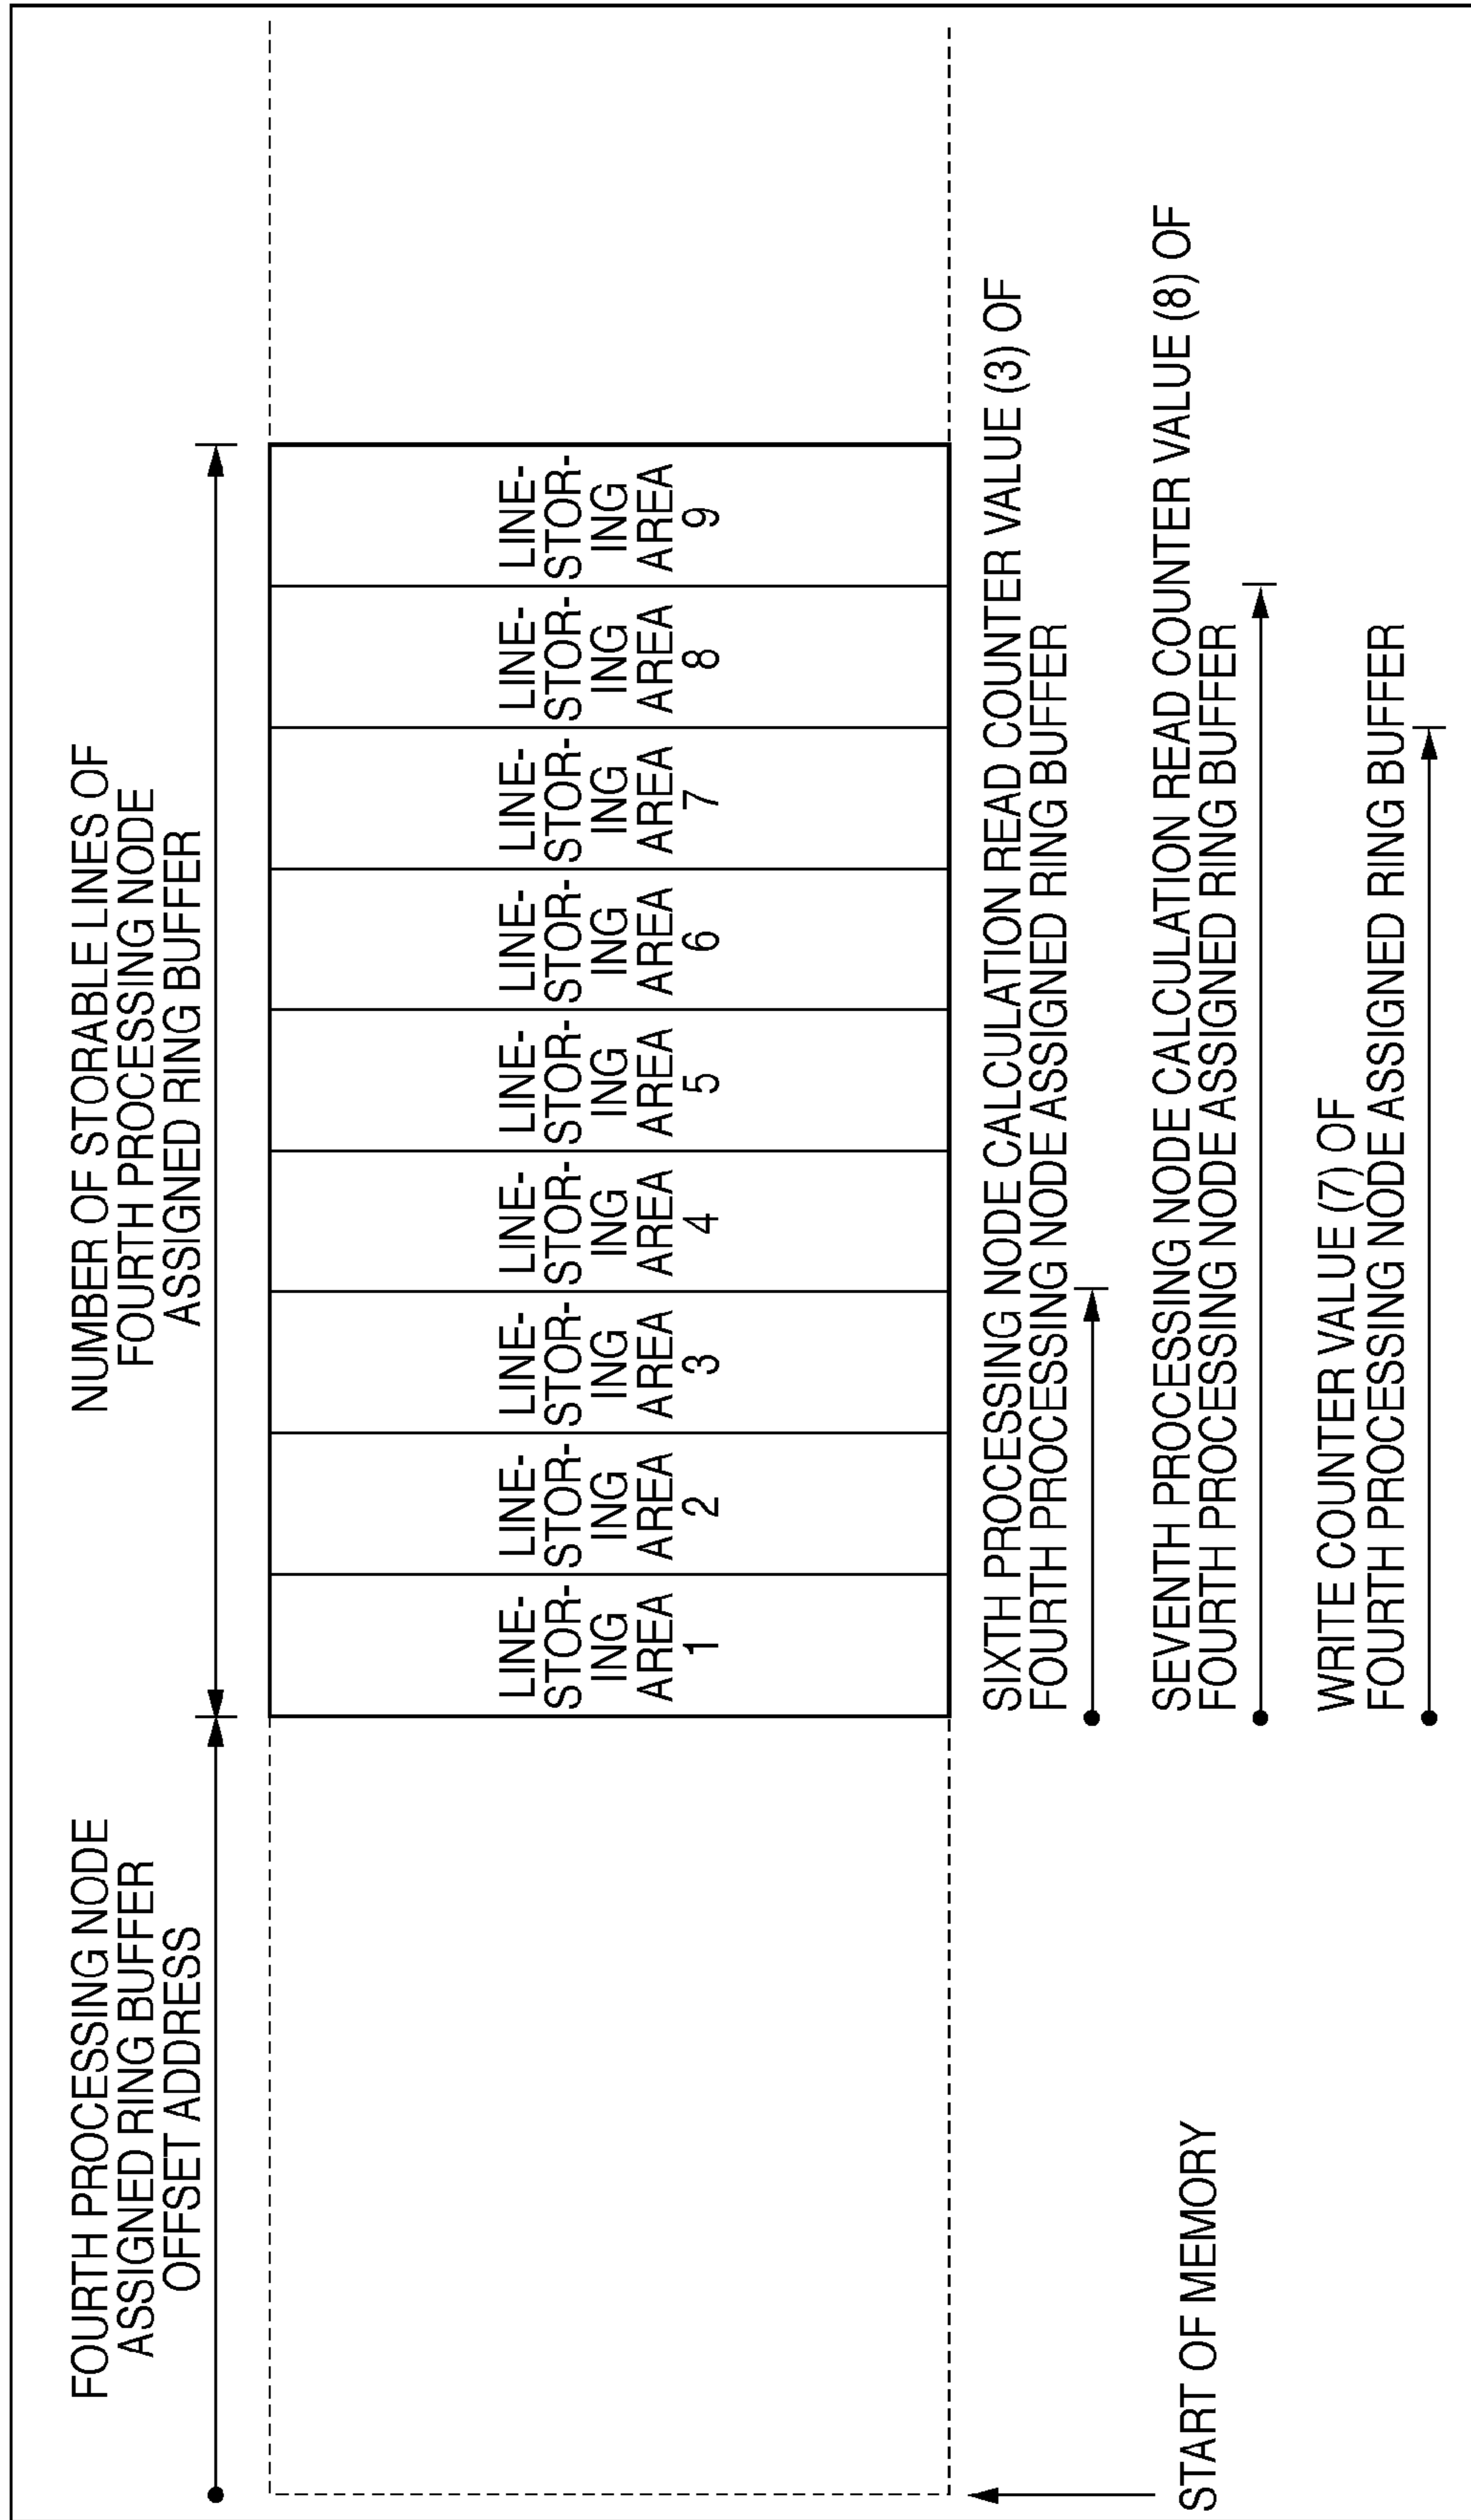 FOURTH PROCESSING NODE
ASSIGNED RING BUFFER
OFFSET ADDRESS
NUMBER OF STORABLE LINES OF
FOURTH PROCESSING NODE
ASSIGNED RING BUFFER
LINE-
STOR-
ING
AREA
1
LINE-
STOR-
ING
AREA
2
LINE-
STOR-
ING
AREA
3
LINE-
STOR-
ING
AREA
4
LINE-
STOR-
ING
AREA
5
LINE-
STOR-
ING
AREA
6
LINE-
STOR-
ING
AREA
7
LINE-
STOR-
ING
AREA
8
LINE-
STOR-
ING
AREA
9
SIXTH PROCESSING NODE CALCULATION READ COUNTER VALUE (3) OF
FOURTH PROCESSING NODE ASSIGNED RING BUFFER
SEVENTH PROCESSING NODE CALCULATION READ COUNTER VALUE (8) OF
FOURTH PROCESSING NODE ASSIGNED RING BUFFER
START OF MEMORY
WRITE COUNTER VALUE (7) OF
FOURTH PROCESSING NODE ASSIGNED RING BUFFER